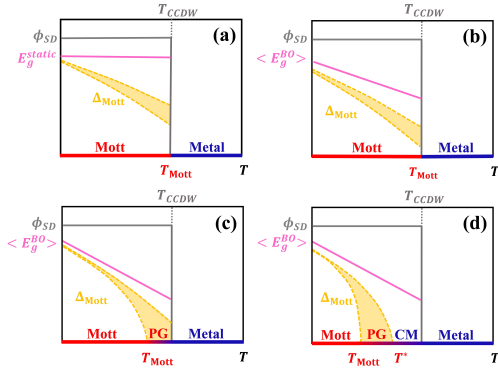 T_CCDW
ϕ_SD
(a)
E_g^static
Δ_Mott
Mott
Metal
T_Mott
T
T_CCDW
ϕ_SD
(b)
< E_g^BO >
Δ_Mott
Mott
Metal
T_Mott
T
T_CCDW
ϕ_SD
(c)
< E_g^BO >
Δ_Mott
Mott
PG
Metal
T_Mott
T
T_CCDW
ϕ_SD
(d)
< E_g^BO >
Δ_Mott
Mott
PG
CM
Metal
T_Mott
T*
T